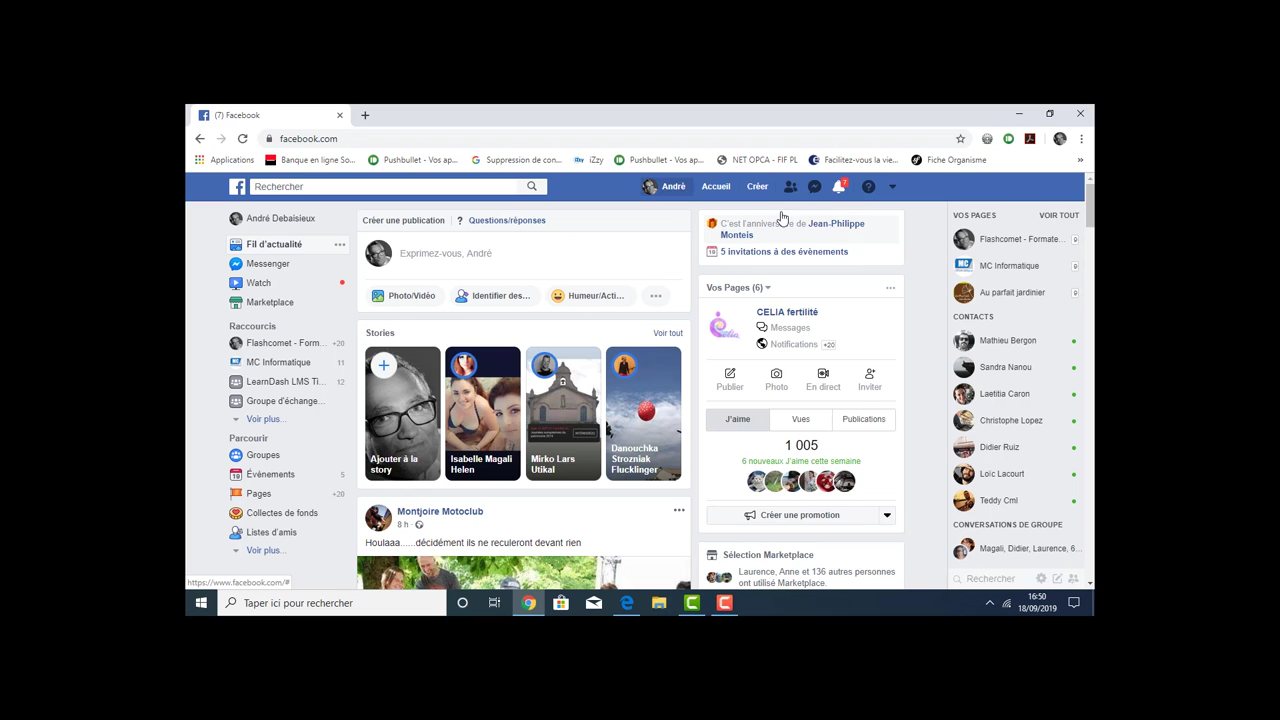 (7) Facebook
facebook.com
Applications
Banque en ligne So...
Pushbullet - Vos ap...
Suppression de con...
iZzy
Pushbullet - Vos ap...
NET OPCA - FIF PL
Facilitez-vous la vie...
Fiche Organisme
»
Rechercher
André
Accueil
Créer
7
André Debaisieux
Fil d'actualité
Messenger
Watch
Marketplace
Raccourcis
Flashcomet - Form... +20
MC Informatique 11
LearnDash LMS Ti... 12
Groupe d'échange...
Voir plus...
Parcourir
Groupes
Évènements 5
Pages +20
Collectes de fonds
Listes d'amis
Voir plus...
https://www.facebook.com/#
Créer une publication
? Questions/réponses
Exprimez-vous, André
Photo/Vidéo
Identifier des...
Humeur/Acti...
Stories
Voir tout
Ajouter à la
story
Isabelle Magali
Helen
Mirko Lars
Utikal
Danouchka
Strozniak
Flucklinger
Montjoire Motoclub
8 h
Houlaaa......décidément ils ne reculeront devant rien
C'est l'anniversaire de Jean-Philippe
Monteis
5 invitations à des évènements
Vos Pages (6)
CELIA fertilité
Messages
Notifications +20
Publier
Photo
En direct
Inviter
J'aime
Vues
Publications
1 005
6 nouveaux J'aime cette semaine
Créer une promotion
Sélection Marketplace
Laurence, Anne et 136 autres personnes
ont utilisé Marketplace.
VOS PAGES
VOIR TOUT
Flashcomet - Formate... 9
MC Informatique 9
Au parfait jardinier 9
CONTACTS
Mathieu Bergon
Sandra Nanou
Laetitia Caron
Christophe Lopez
Didier Ruiz
Loïc Lacourt
Teddy Cml
CONVERSATIONS DE GROUPE
Magali, Didier, Laurence, 6...
Rechercher
Taper ici pour rechercher
16:50
18/09/2019